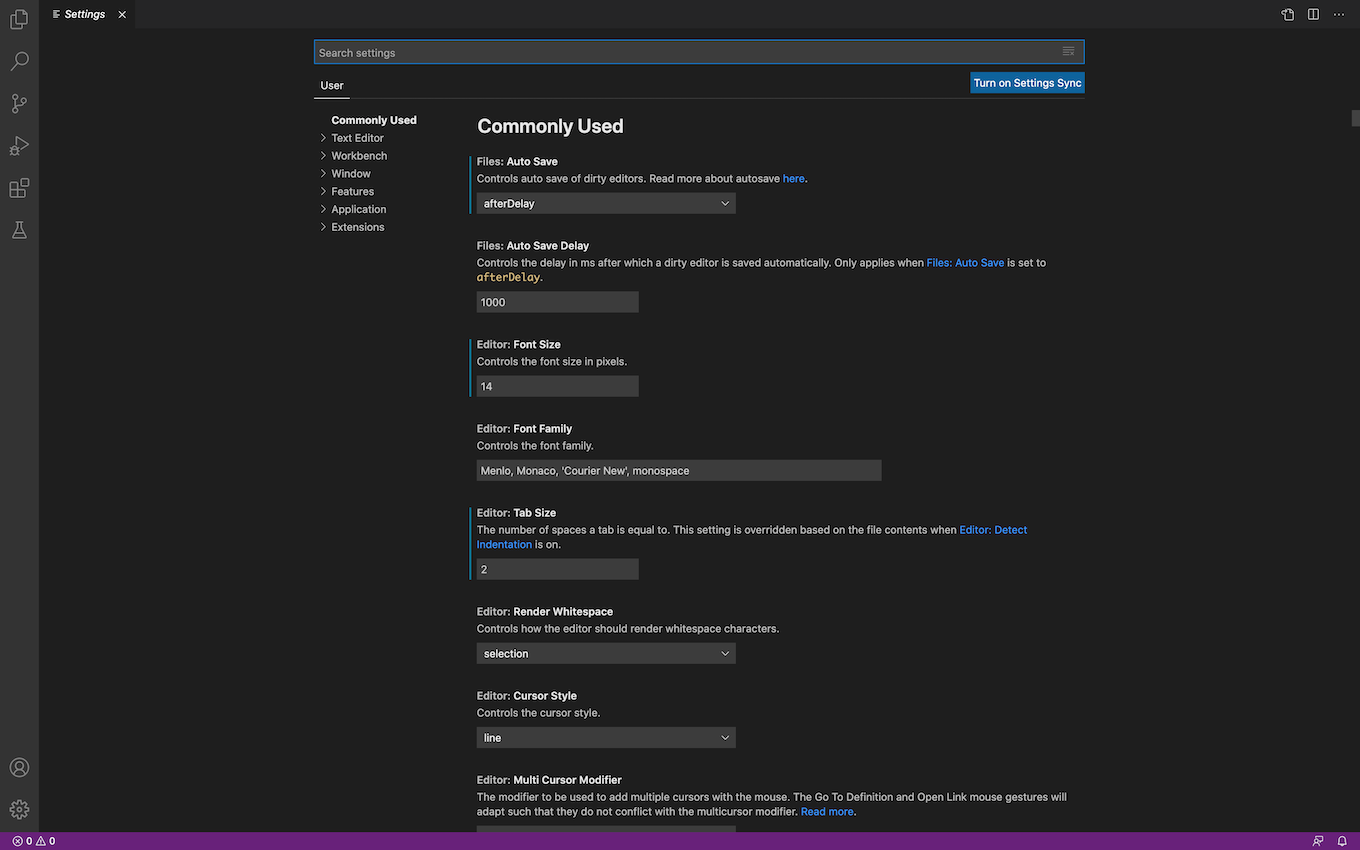 Settings
Search settings
User
Turn on Settings Sync
Commonly Used
Text Editor
Workbench
Window
Features
Application
Extensions
Commonly Used
Files: Auto Save
Controls auto save of dirty editors. Read more about autosave here.
afterDelay
Files: Auto Save Delay
Controls the delay in ms after which a dirty editor is saved automatically. Only applies when Files: Auto Save is set to
afterDelay.
1000
Editor: Font Size
Controls the font size in pixels.
14
Editor: Font Family
Controls the font family.
Menlo, Monaco, 'Courier New', monospace
Editor: Tab Size
The number of spaces a tab is equal to. This setting is overridden based on the file contents when Editor: Detect
Indentation is on.
2
Editor: Render Whitespace
Controls how the editor should render whitespace characters.
selection
Editor: Cursor Style
Controls the cursor style.
line
Editor: Multi Cursor Modifier
The modifier to be used to add multiple cursors with the mouse. The Go To Definition and Open Link mouse gestures will
adapt such that they do not conflict with the multicursor modifier. Read more.
0 0